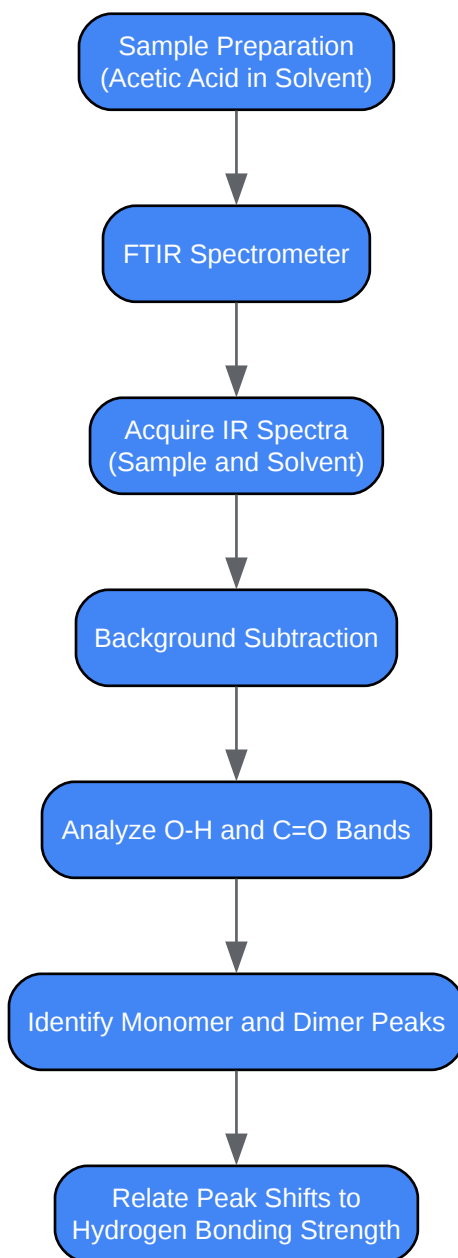 Sample Preparation
(Acetic Acid in Solvent)
FTIR Spectrometer
Acquire IR Spectra
(Sample and Solvent)
Background Subtraction
Analyze O-H and C=O Bands
Identify Monomer and Dimer Peaks
Relate Peak Shifts to
Hydrogen Bonding Strength